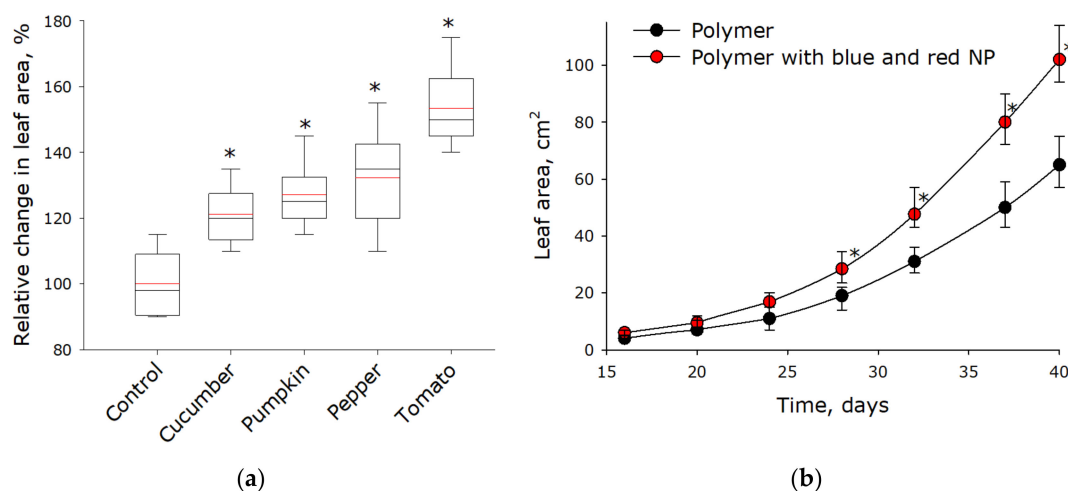 Relative change in leaf area, %
180
160
140
120
100
80
*
*
*
*
Control
Cucumber
Pumpkin
Pepper
Tomato
(a)
Polymer
Polymer with blue and red NP
Leaf area, cm²
100
80
60
40
20
0
*
*
*
*
*
15
20
25
30
35
40
Time, days
(b)